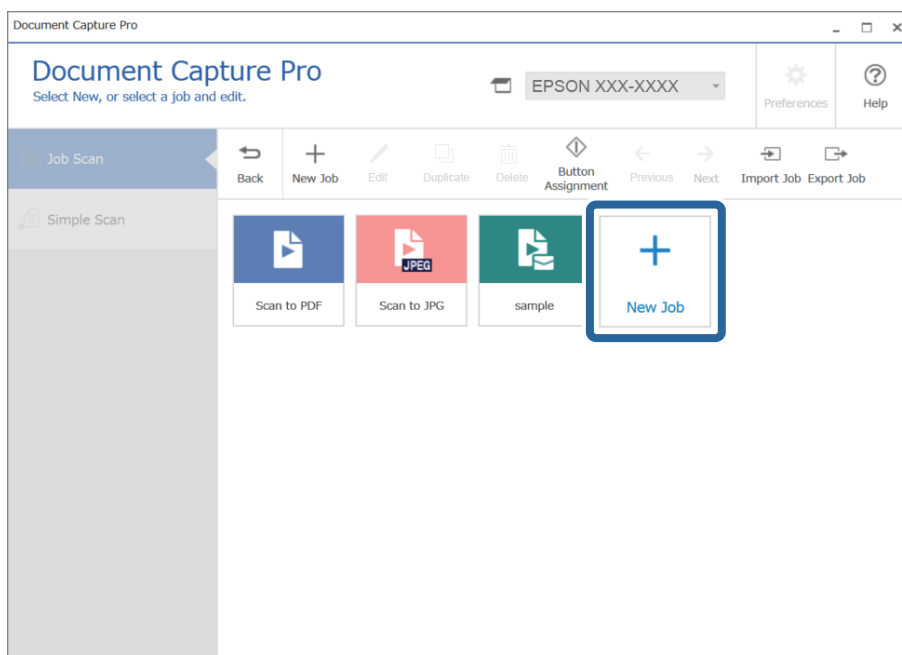 Document Capture Pro
Document Capture Pro
Select New, or select a job and edit.
EPSON XXX-XXXX
Preferences
Help
Job Scan
Simple Scan
Back
New Job
Edit
Duplicate
Delete
Button
Assignment
Previous
Next
Import Job
Export Job
JPEG
Scan to PDF
Scan to JPG
sample
New Job